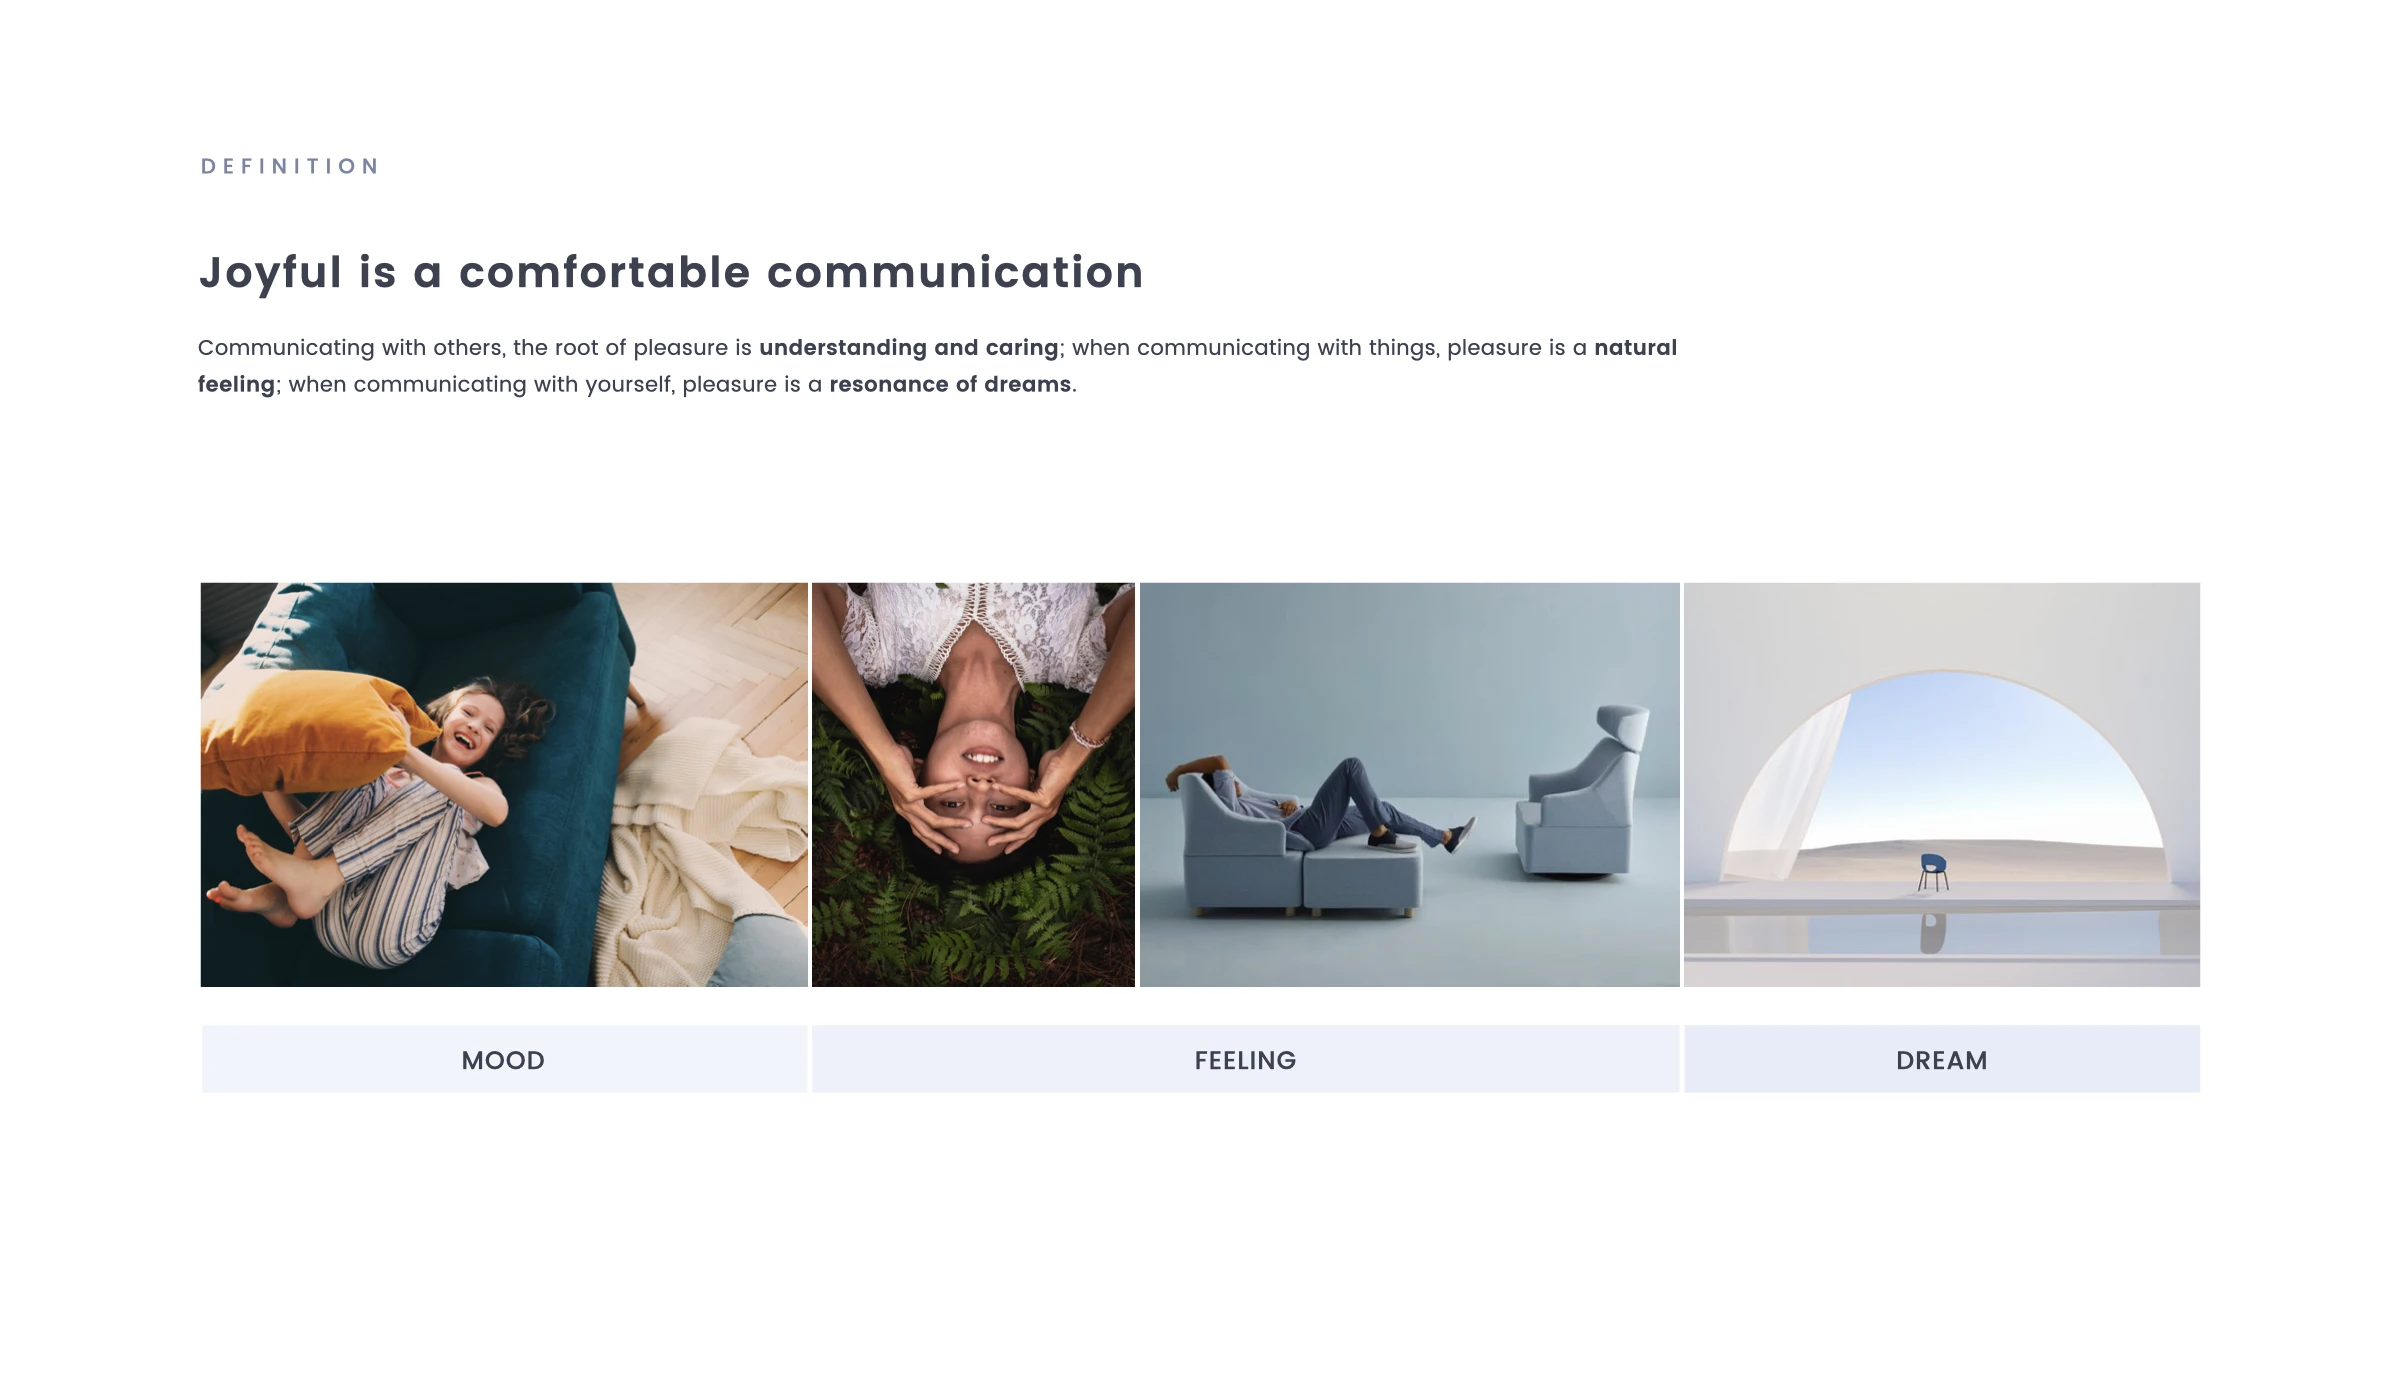 DEFINITION
Joyful is a comfortable communication
Communicating with others, the root of pleasure is understanding and caring; when communicating with things, pleasure is a natural
feeling; when communicating with yourself, pleasure is a resonance of dreams.
MOOD
FEELING
DREAM